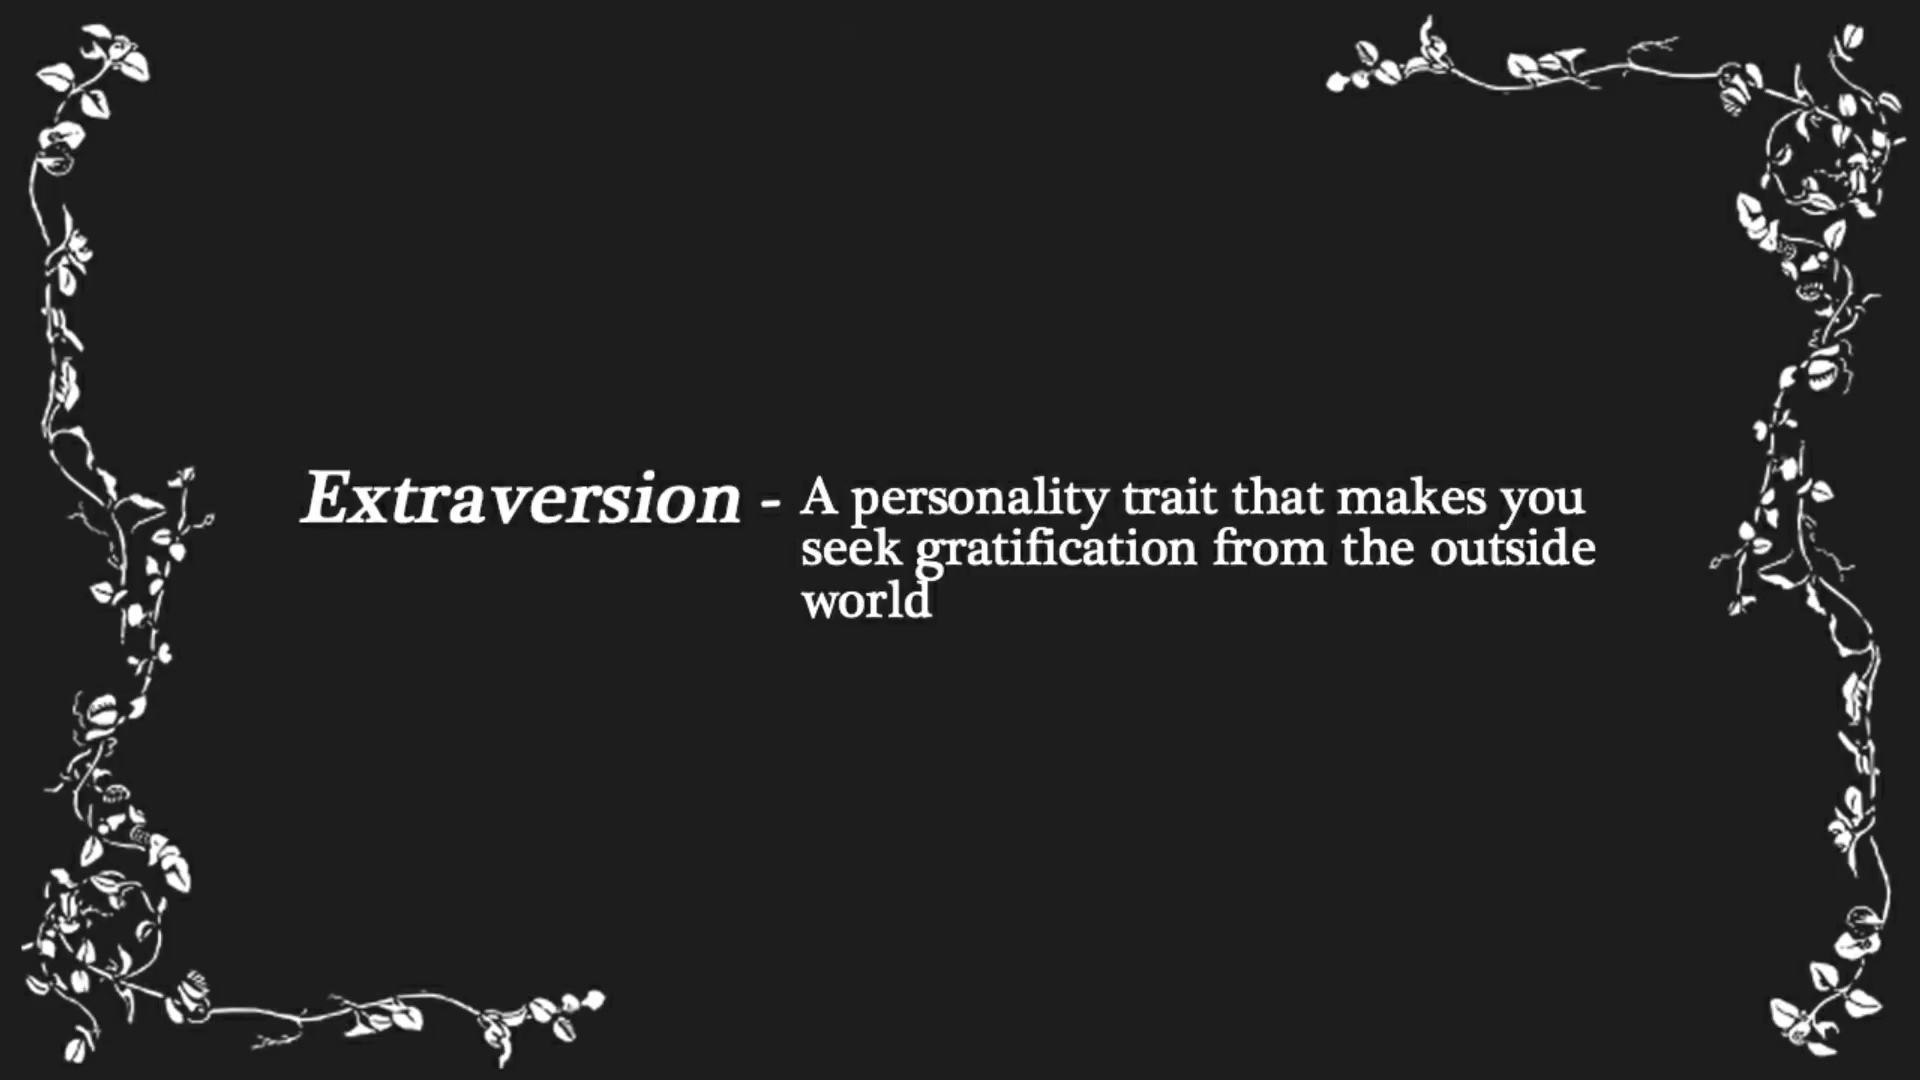 Extraversion - A personality trait that makes you
seek gratification from the outside
world